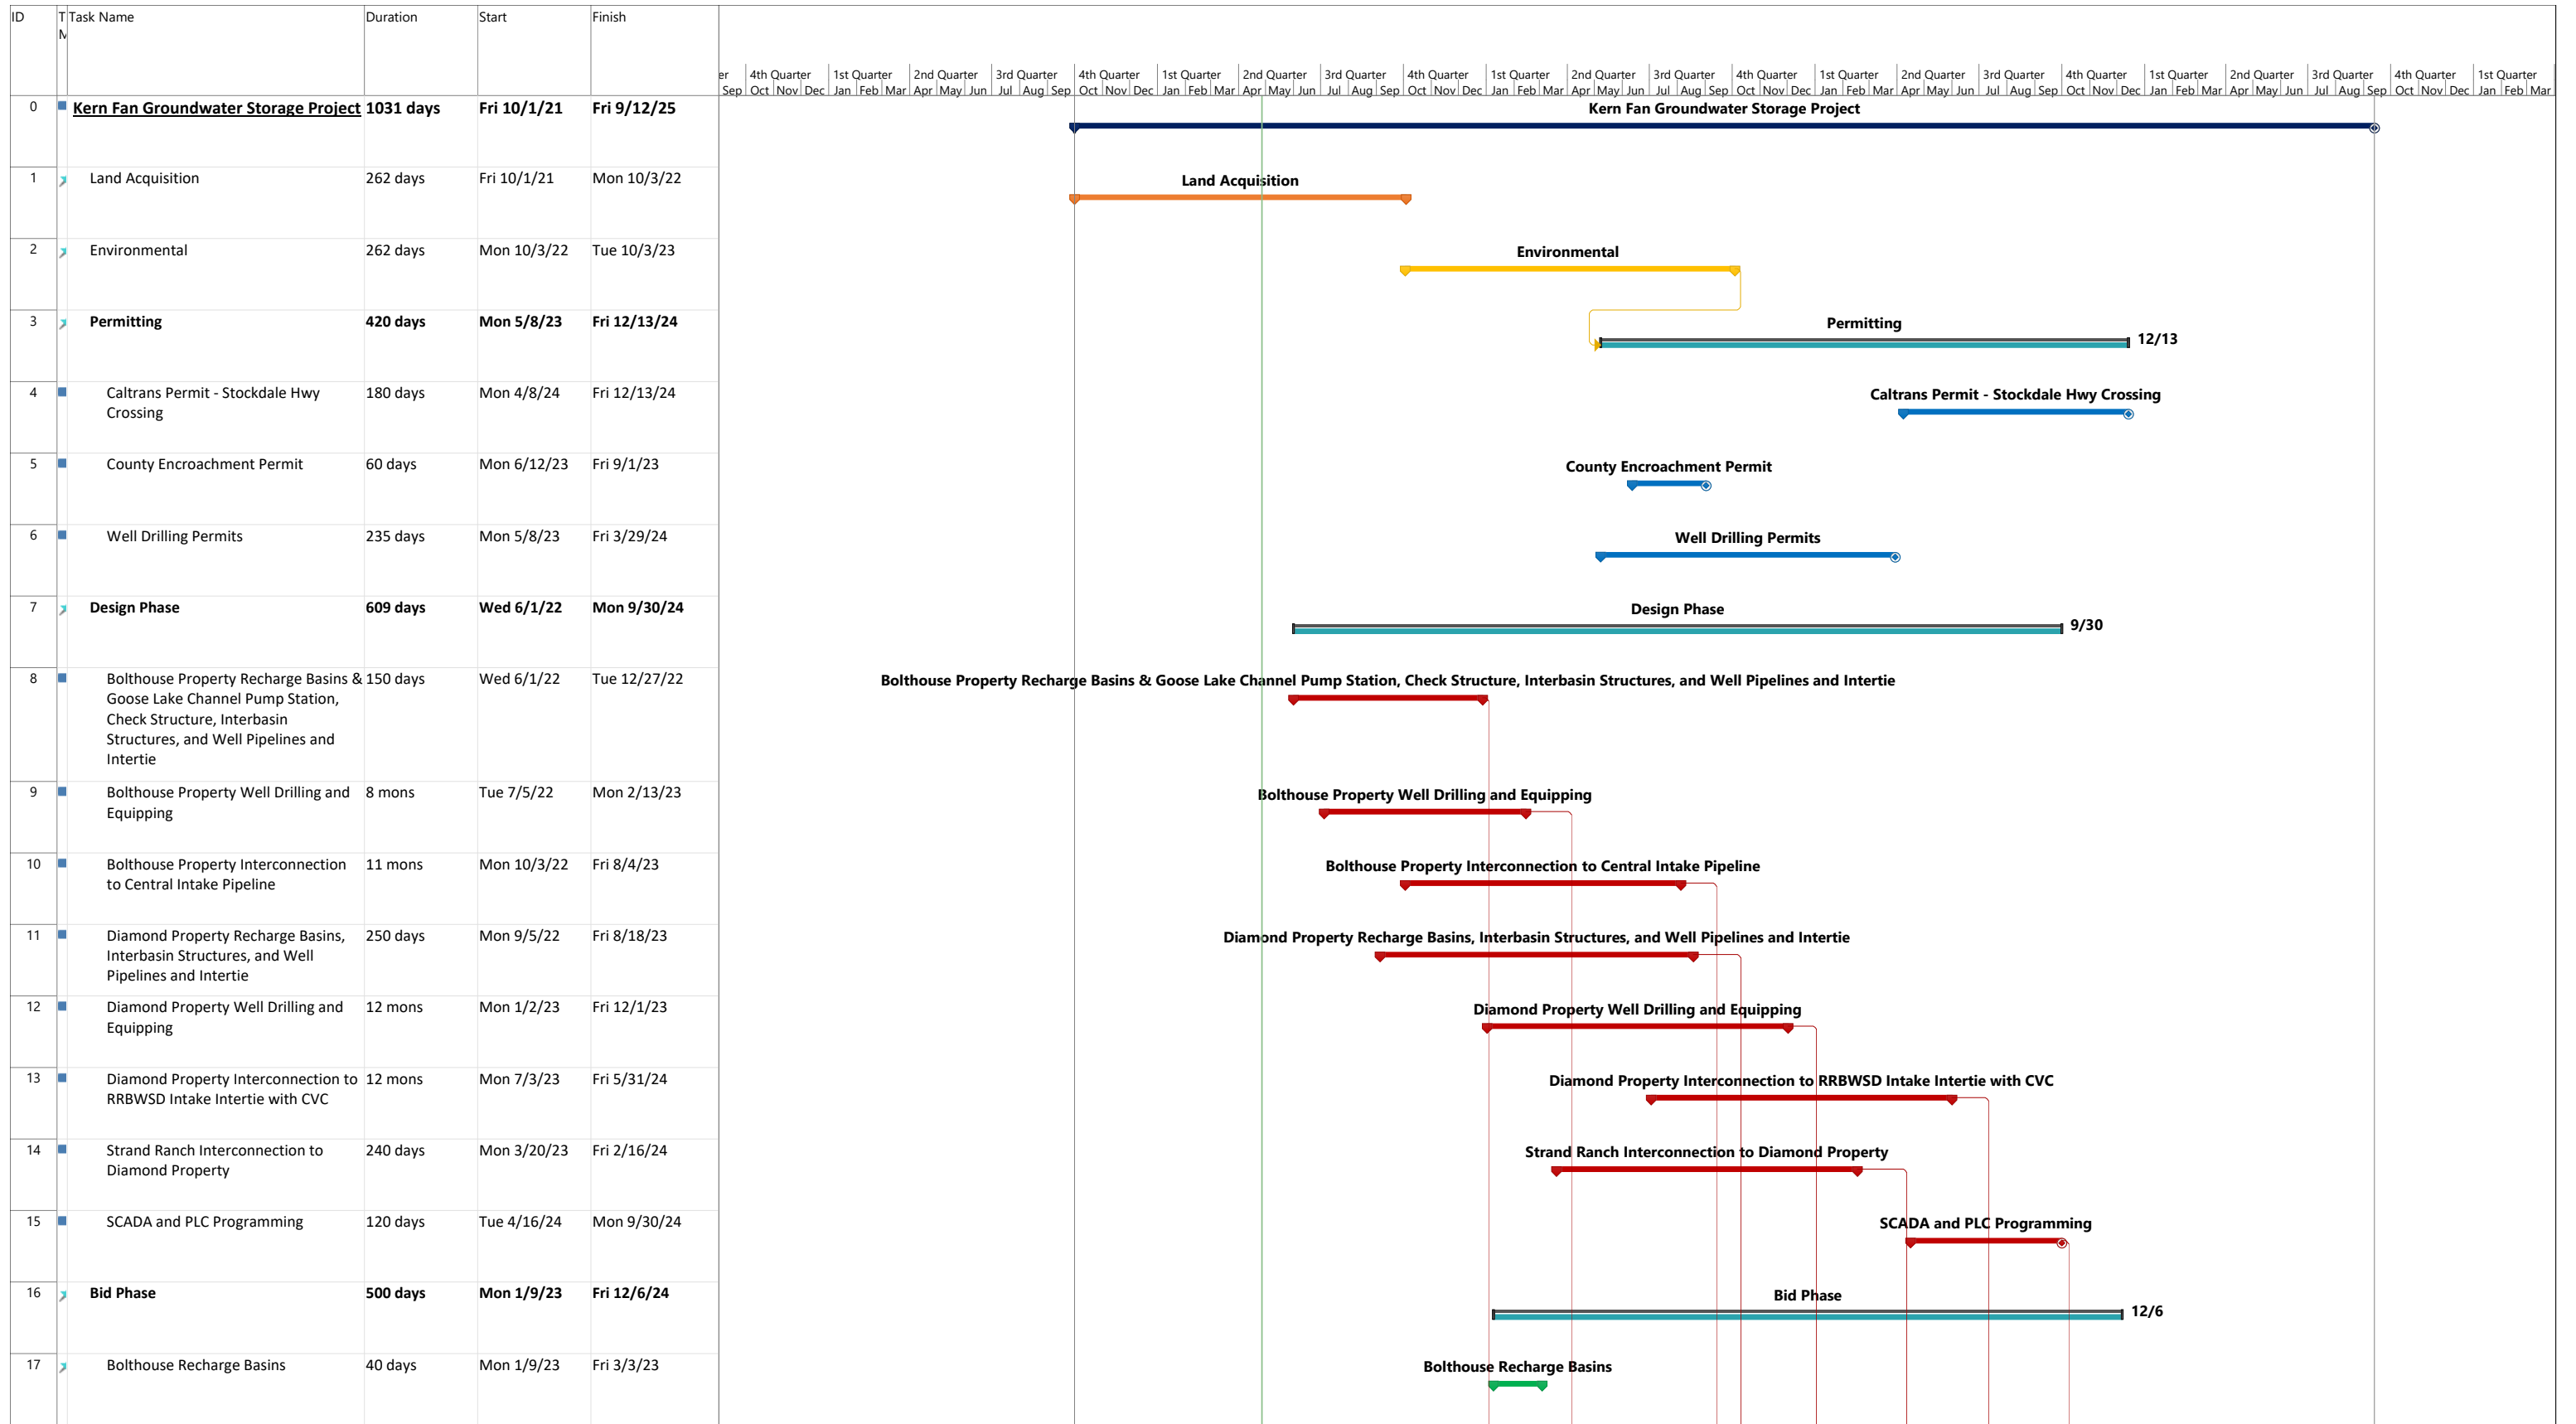 ID T Task Name Duration Start Finish
M
er 4th Quarter 1st Quarter 2nd Quarter 3rd Quarter 4th Quarter 1st Quarter 2nd Quarter 3rd Quarter 4th Quarter 1st Quarter 2nd Quarter 3rd Quarter 4th Quarter 1st Quarter 2nd Quarter 3rd Quarter 4th Quarter 1st Quarter 2nd Quarter 3rd Quarter 4th Quarter 1st Quarter
Sep Oct Nov Dec Jan Feb Mar Apr May Jun Jul Aug Sep Oct Nov Dec Jan Feb Mar Apr May Jun Jul Aug Sep Oct Nov Dec Jan Feb Mar Apr May Jun Jul Aug Sep Oct Nov Dec Jan Feb Mar Apr May Jun Jul Aug Sep Oct Nov Dec Jan Feb Mar Apr May Jun Jul Aug Sep Oct Nov Dec Jan Feb Mar
0 Kern Fan Groundwater Storage Project 1031 days Fri 10/1/21 Fri 9/12/25 Kern Fan Groundwater Storage Project
1 Land Acquisition 262 days Fri 10/1/21 Mon 10/3/22
Land Acquisition
2 Environmental 262 days Mon 10/3/22 Tue 10/3/23
Environmental
3 Permitting 420 days Mon 5/8/23 Fri 12/13/24
Permitting
12/13
4 Caltrans Permit - Stockdale Hwy 180 days Mon 4/8/24 Fri 12/13/24
Crossing
Caltrans Permit - Stockdale Hwy Crossing
5 County Encroachment Permit 60 days Mon 6/12/23 Fri 9/1/23
County Encroachment Permit
6 Well Drilling Permits 235 days Mon 5/8/23 Fri 3/29/24
Well Drilling Permits
7 Design Phase 609 days Wed 6/1/22 Mon 9/30/24
Design Phase
9/30
8 Bolthouse Property Recharge Basins & 150 days Wed 6/1/22 Tue 12/27/22
Goose Lake Channel Pump Station,
Check Structure, Interbasin
Structures, and Well Pipelines and
Intertie
Bolthouse Property Recharge Basins & Goose Lake Channel Pump Station, Check Structure, Interbasin Structures, and Well Pipelines and Intertie
9 Bolthouse Property Well Drilling and 8 mons Tue 7/5/22 Mon 2/13/23
Equipping
Bolthouse Property Well Drilling and Equipping
10 Bolthouse Property Interconnection 11 mons Mon 10/3/22 Fri 8/4/23
to Central Intake Pipeline
Bolthouse Property Interconnection to Central Intake Pipeline
11 Diamond Property Recharge Basins, 250 days Mon 9/5/22 Fri 8/18/23
Interbasin Structures, and Well
Pipelines and Intertie
Diamond Property Recharge Basins, Interbasin Structures, and Well Pipelines and Intertie
12 Diamond Property Well Drilling and 12 mons Mon 1/2/23 Fri 12/1/23
Equipping
Diamond Property Well Drilling and Equipping
13 Diamond Property Interconnection to 12 mons Mon 7/3/23 Fri 5/31/24
RRBWSD Intake Intertie with CVC
Diamond Property Interconnection to RRBWSD Intake Intertie with CVC
14 Strand Ranch Interconnection to 240 days Mon 3/20/23 Fri 2/16/24
Diamond Property
Strand Ranch Interconnection to Diamond Property
15 SCADA and PLC Programming 120 days Tue 4/16/24 Mon 9/30/24
SCADA and PLC Programming
16 Bid Phase 500 days Mon 1/9/23 Fri 12/6/24
Bid Phase
12/6
17 Bolthouse Recharge Basins 40 days Mon 1/9/23 Fri 3/3/23
Bolthouse Recharge Basins